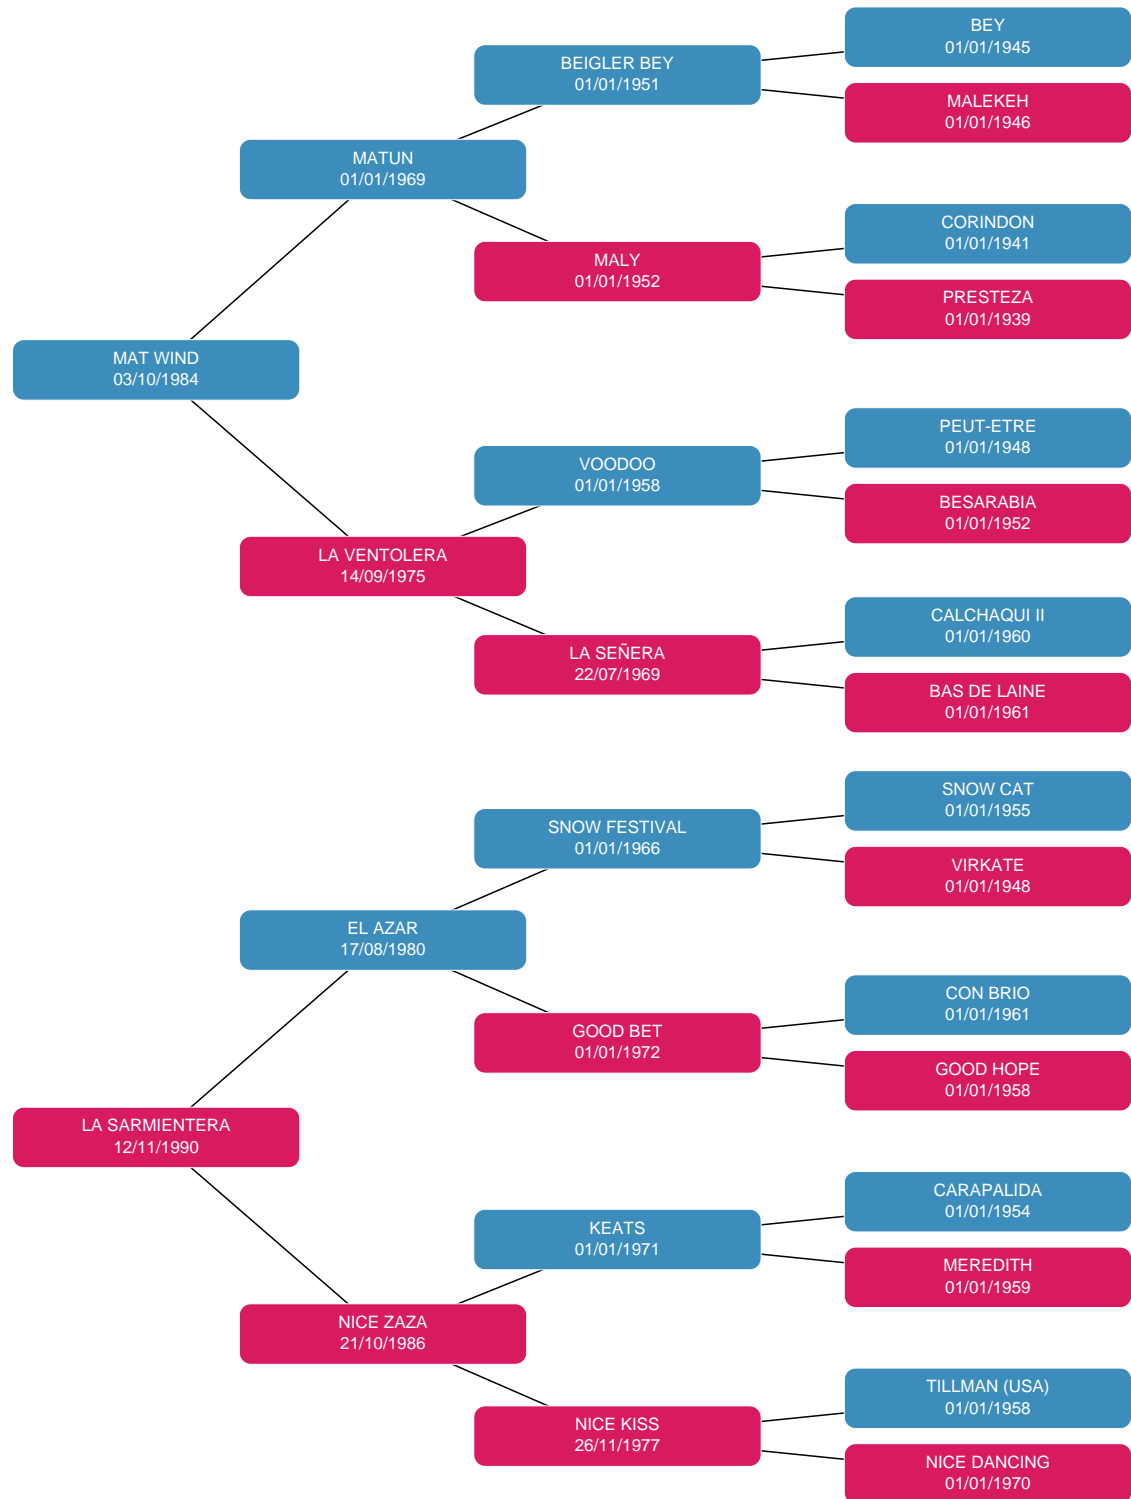 BEY
01/01/1945
BEIGLER BEY
01/01/1951
MALEKEH
01/01/1946
MATUN
01/01/1969
CORINDON
01/01/1941
MALY
01/01/1952
PRESTEZA
01/01/1939
MAT WIND
03/10/1984
PEUT-ETRE
01/01/1948
VOODOO
01/01/1958
BESARABIA
01/01/1952
LA VENTOLERA
14/09/1975
CALCHAQUI II
01/01/1960
LA SEÑERA
22/07/1969
BAS DE LAINE
01/01/1961
SNOW CAT
01/01/1955
SNOW FESTIVAL
01/01/1966
VIRKATE
01/01/1948
EL AZAR
17/08/1980
CON BRIO
01/01/1961
GOOD BET
01/01/1972
GOOD HOPE
01/01/1958
LA SARMIENTERA
12/11/1990
CARAPALIDA
01/01/1954
KEATS
01/01/1971
MEREDITH
01/01/1959
NICE ZAZA
21/10/1986
TILLMAN (USA)
01/01/1958
NICE KISS
26/11/1977
NICE DANCING
01/01/1970